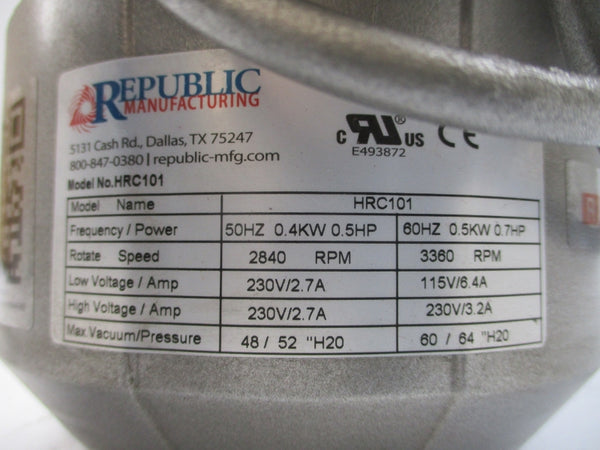 REPUBLIC
MANUFACTURING
5131 Cash Rd., Dallas, TX 75247
800-847-0380 | republic-mfg.com
c RU® US CE
E493872
Model No.HRC101
Model Name HRC101
Frequency / Power 50HZ 0.4KW 0.5HP 60HZ 0.5KW 0.7HP
Rotate Speed 2840 RPM 3360 RPM
Low Voltage / Amp 230V/2.7A 115V/6.4A
High Voltage / Amp 230V/2.7A 230V/3.2A
Max Vacuum/Pressure 48 / 52 "H20 60 / 64 "H20